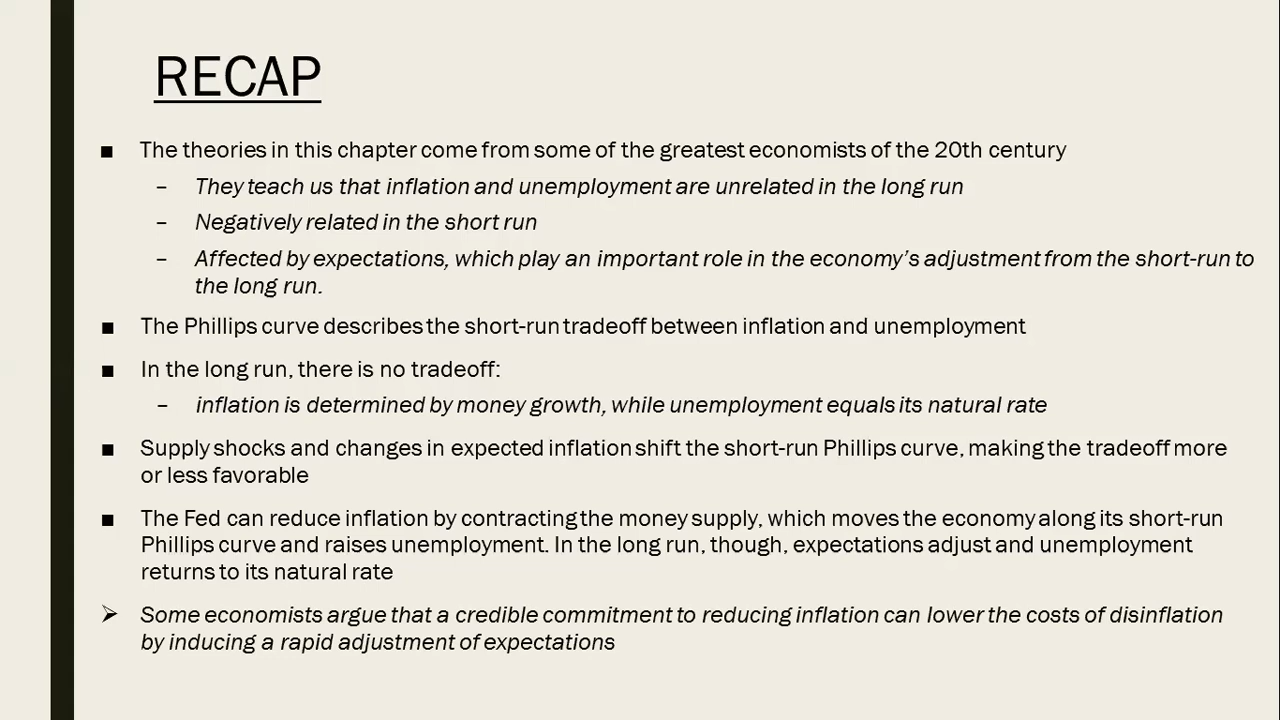 RECAP
■ The theories in this chapter come from some of the greatest economists of the 20th century
– They teach us that inflation and unemployment are unrelated in the long run
– Negatively related in the short run
– Affected by expectations, which play an important role in the economy’s adjustment from the short-run to
the long run.
■ The Phillips curve describes the short-run tradeoff between inflation and unemployment
■ In the long run, there is no tradeoff:
– inflation is determined by money growth, while unemployment equals its natural rate
■ Supply shocks and changes in expected inflation shift the short-run Phillips curve, making the tradeoff more
or less favorable
■ The Fed can reduce inflation by contracting the money supply, which moves the economy along its short-run
Phillips curve and raises unemployment. In the long run, though, expectations adjust and unemployment
returns to its natural rate
➢ Some economists argue that a credible commitment to reducing inflation can lower the costs of disinflation
by inducing a rapid adjustment of expectations